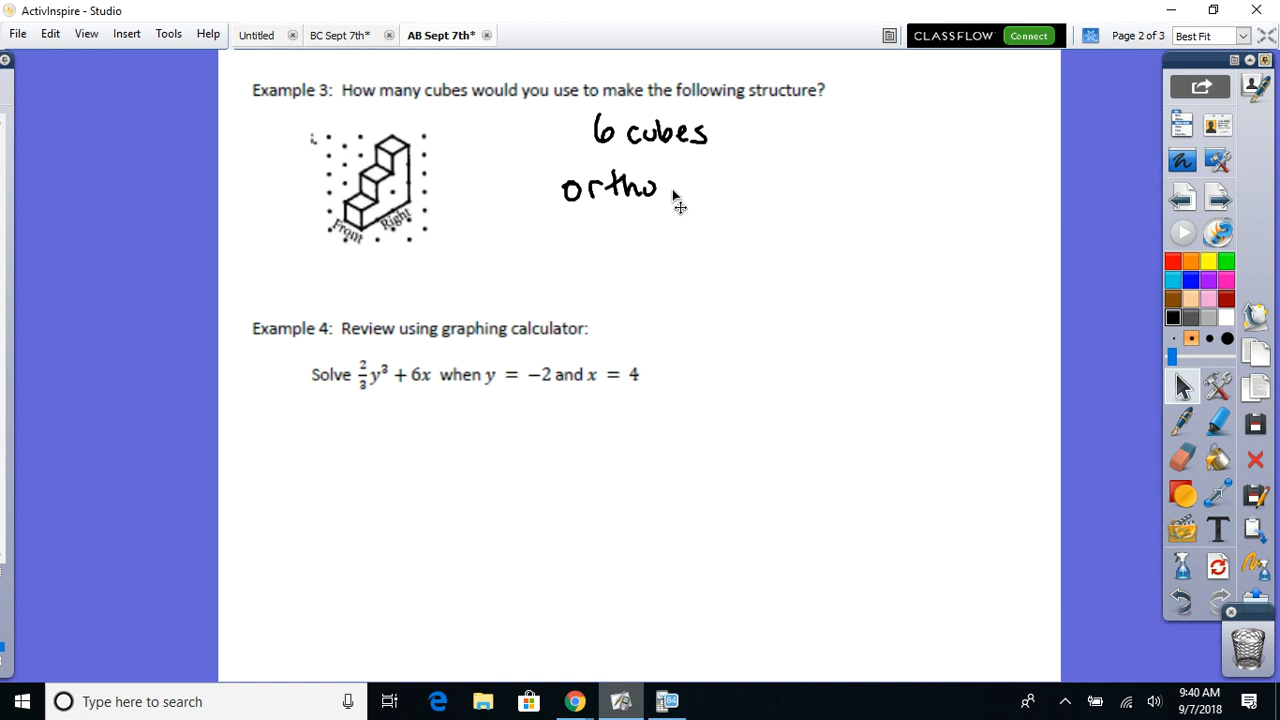 ActivInspire - Studio
File Edit View Insert Tools Help
Untitled
BC Sept 7th*
AB Sept 7th*
CLASSFLOW Connect
Page 2 of 3
Best Fit
Example 3: How many cubes would you use to make the following structure?
6 cubes
ortho
Front Right
Example 4: Review using graphing calculator:
Solve 2/3 y³ + 6x when y = −2 and x = 4
Type here to search
9:40 AM
9/7/2018